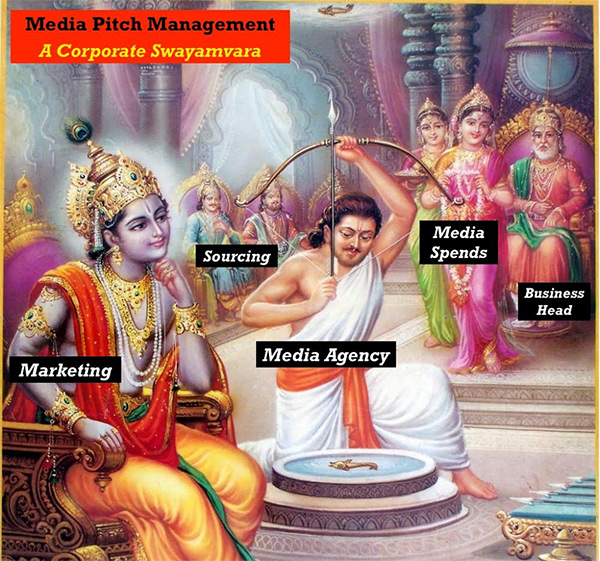 Media Pitch Management
A Corporate Swayamvara
Sourcing
Media
Spends
Business
Head
Media Agency
Marketing